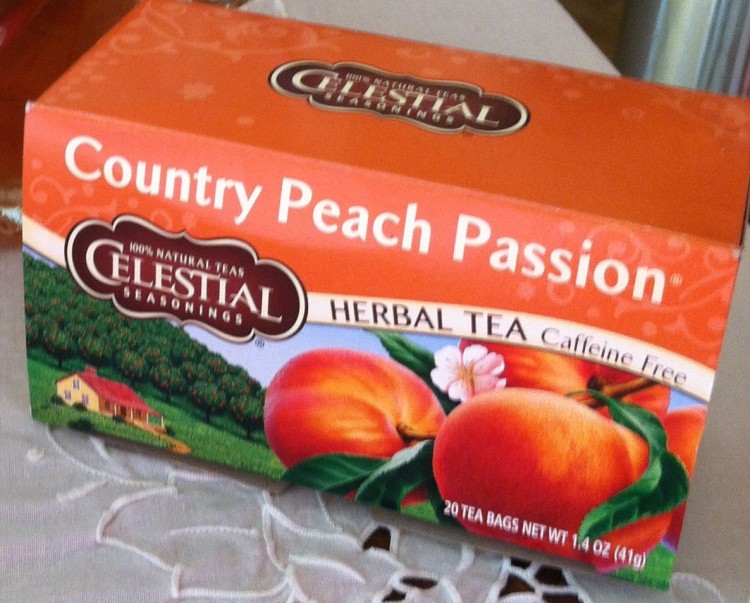 100% NATURAL TEAS
CELESTIAL
SEASONINGS
Country Peach Passion®
100% NATURAL TEAS
CELESTIAL
SEASONINGS
®
HERBAL TEA Caffeine Free
20 TEA BAGS NET WT 1.4 OZ (41g)